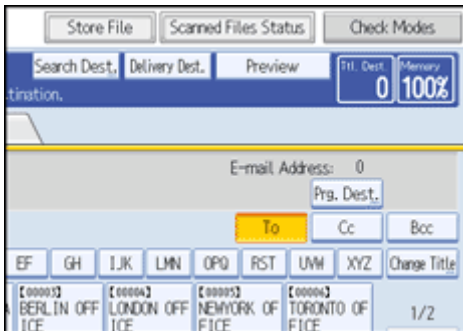 Store File Scanned Files Status Check Modes
Search Dest. Delivery Dest. Preview Ttl. Dest. Memory
tination. 0 100%
E-mail Address: 0
Prg. Dest.
To Cc Bcc
EF GH IJK LMN OPQ RST UVW XYZ Change Title
[00003] [00004] [00005] [00006]
BERLIN OFF LONDON OFF NEWYORK OF TORONTO OF 1/2
ICE ICE FICE FICE